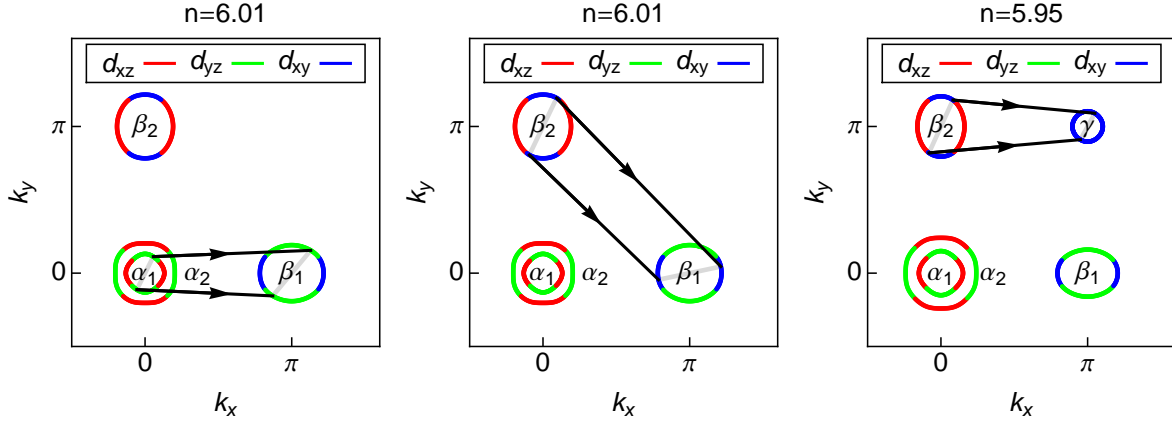 n=6.01
d_xz d_yz d_xy
β₂
π
k_y
0
α₁ α₂ β₁
0 π
k_x
n=6.01
d_xz d_yz d_xy
β₂
π
k_y
0
α₁ α₂ β₁
0 π
k_x
n=5.95
d_xz d_yz d_xy
β₂ γ
π
k_y
0
α₁ α₂ β₁
0 π
k_x